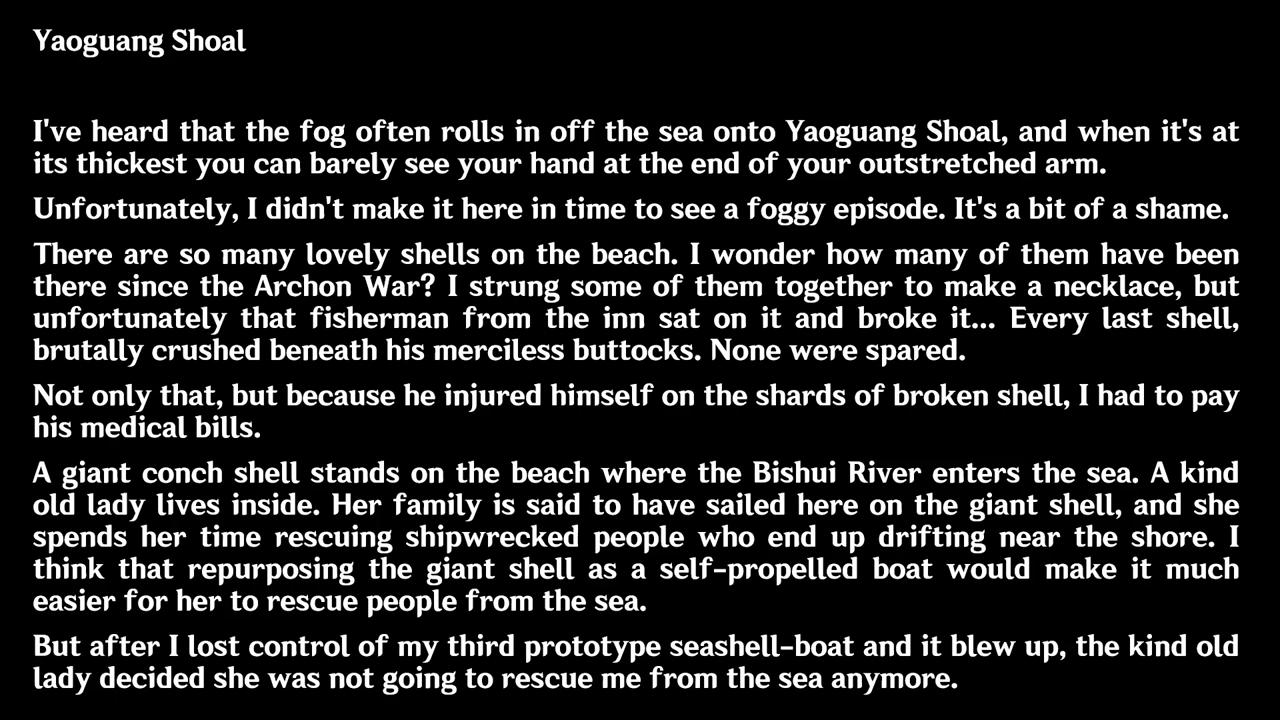 Yaoguang Shoal
I've heard that the fog often rolls in off the sea onto Yaoguang Shoal, and when it's at
its thickest you can barely see your hand at the end of your outstretched arm.
Unfortunately, I didn't make it here in time to see a foggy episode. It's a bit of a shame.
There are so many lovely shells on the beach. I wonder how many of them have been
there since the Archon War? I strung some of them together to make a necklace, but
unfortunately that fisherman from the inn sat on it and broke it... Every last shell,
brutally crushed beneath his merciless buttocks. None were spared.
Not only that, but because he injured himself on the shards of broken shell, I had to pay
his medical bills.
A giant conch shell stands on the beach where the Bishui River enters the sea. A kind
old lady lives inside. Her family is said to have sailed here on the giant shell, and she
spends her time rescuing shipwrecked people who end up drifting near the shore. I
think that repurposing the giant shell as a self-propelled boat would make it much
easier for her to rescue people from the sea.
But after I lost control of my third prototype seashell-boat and it blew up, the kind old
lady decided she was not going to rescue me from the sea anymore.